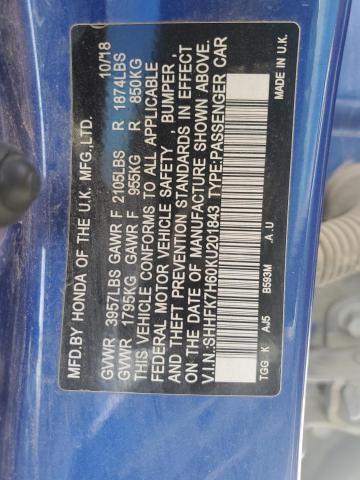 MFD.BY HONDA OF THE U.K. MFG.,LTD. 10/18
GVWR 3957LBS GAWR F 2105LBS R 1874LBS
GVWR 1795KG GAWR F 955KG R 850KG
THIS VEHICLE CONFORMS TO ALL APPLICABLE
FEDERAL MOTOR VEHICLE SAFETY , BUMPER ,
AND THEFT PREVENTION STANDARDS IN EFFECT
ON THE DATE OF MANUFACTURE SHOWN ABOVE.
V.I.N.:SHHFK7H60KU201843 TYPE:PASSENGER CAR
TGG K AJ5 B593M .A .U MADE IN U.K.